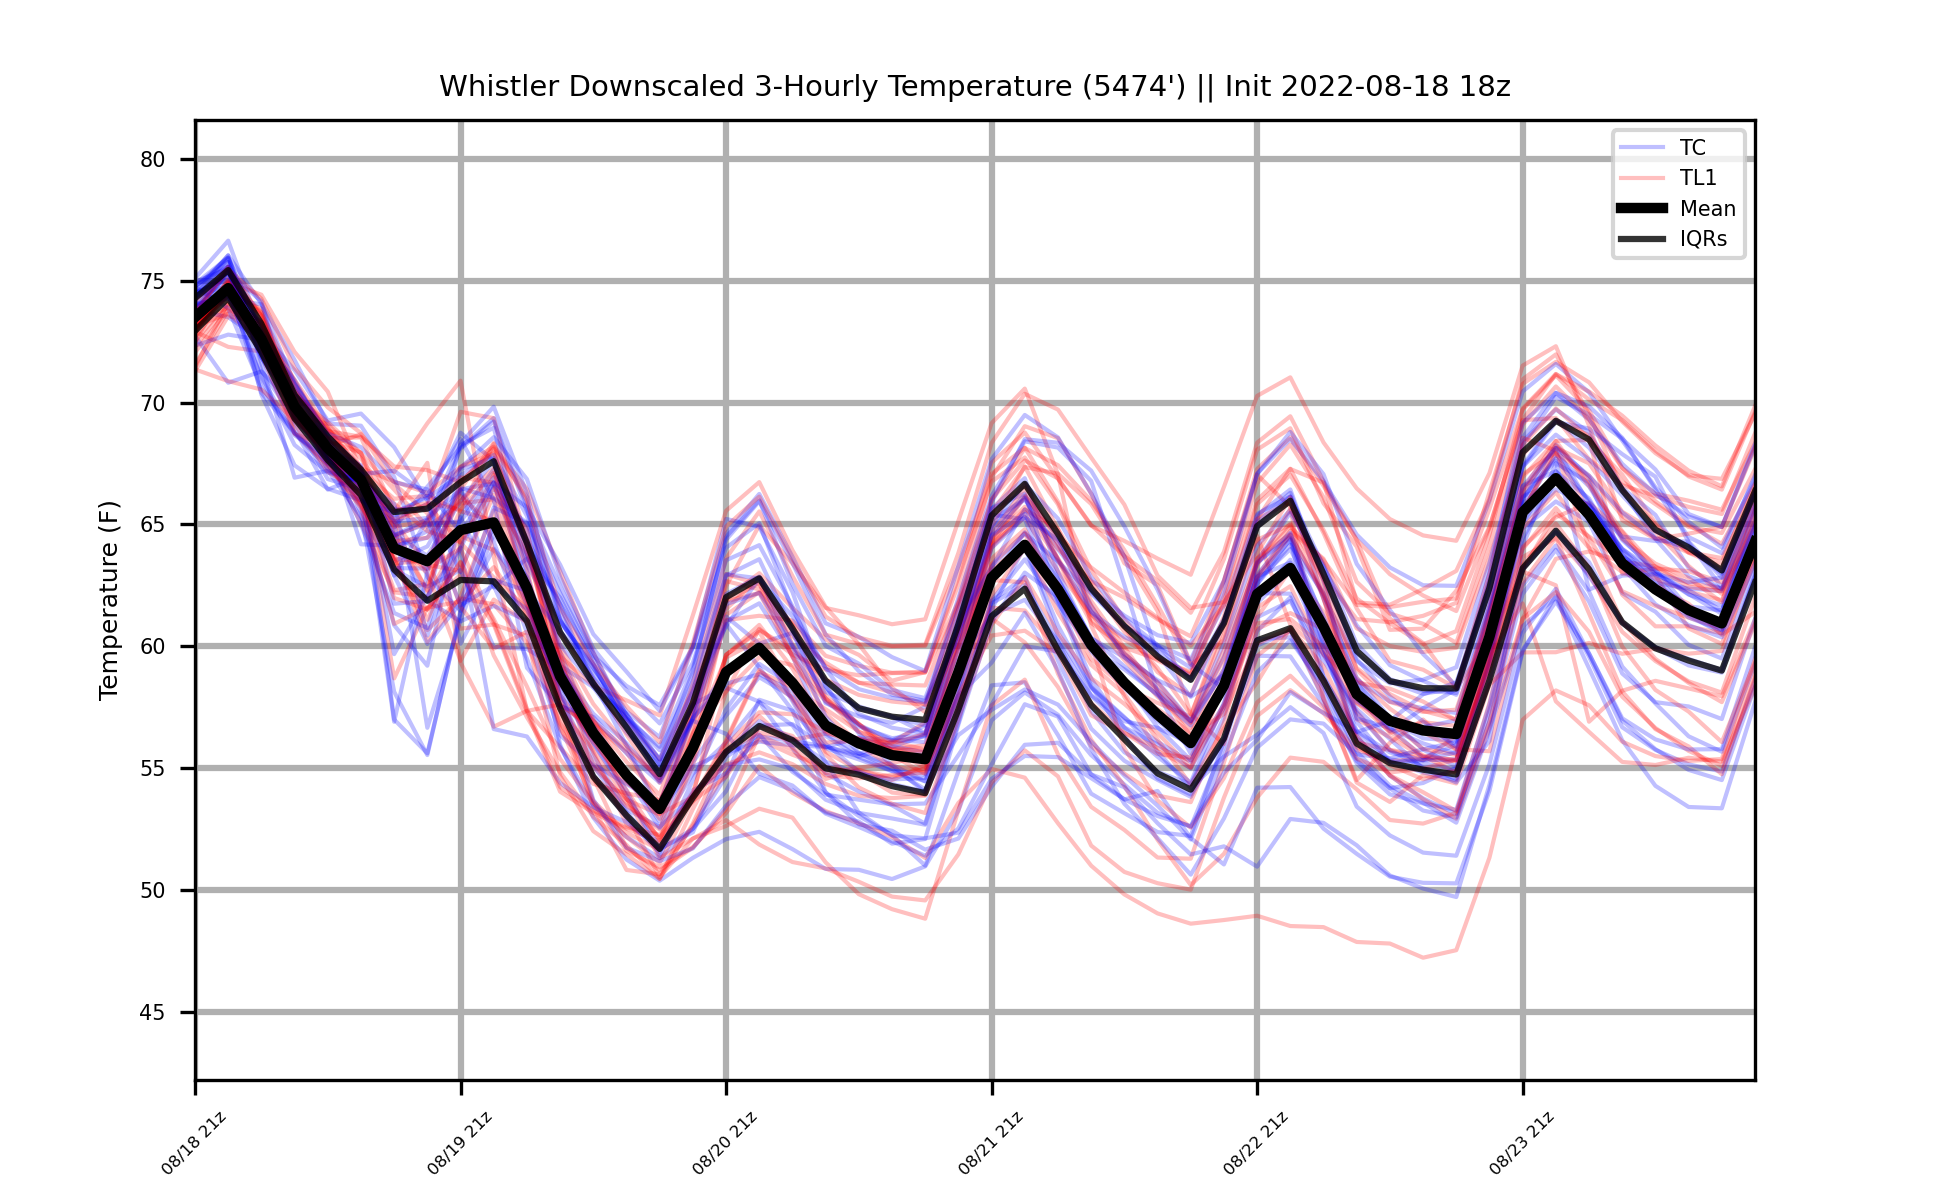 Whistler Downscaled 3-Hourly Temperature (5474') || Init 2022-08-18 18z
TC
TL1
Mean
IQRs
Temperature (F)
80
75
70
65
60
55
50
45
08/18 21z
08/19 21z
08/20 21z
08/21 21z
08/22 21z
08/23 21z